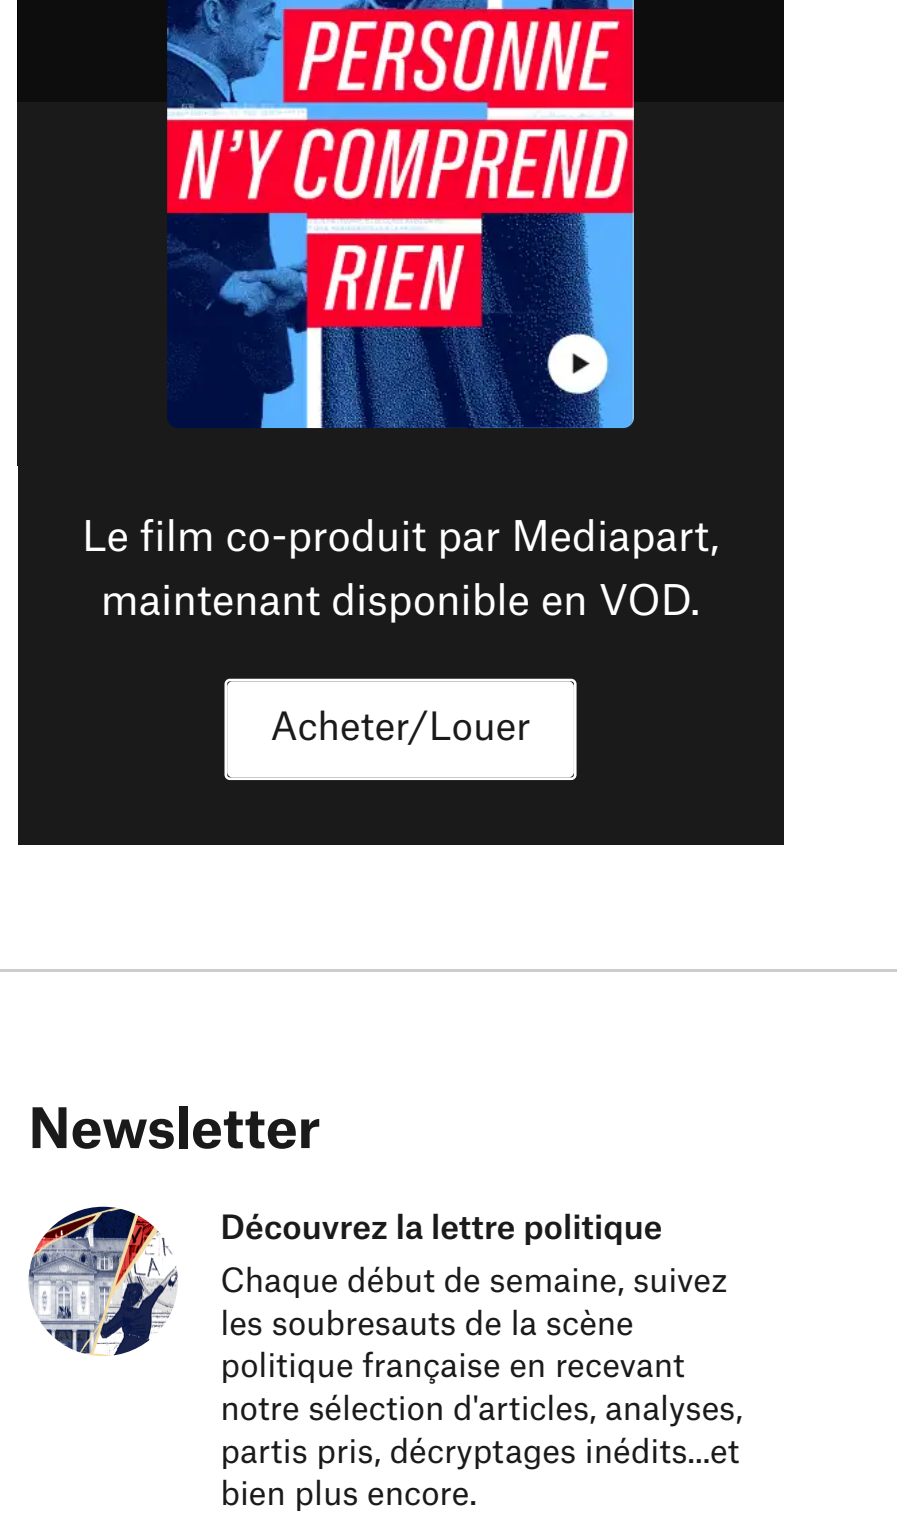 PERSONNE
N'Y COMPREND
RIEN
Le film co-produit par Mediapart,
maintenant disponible en VOD.
Acheter/Louer
Newsletter
Découvrez la lettre politique
Chaque début de semaine, suivez
les soubresauts de la scène
politique française en recevant
notre sélection d'articles, analyses,
partis pris, décryptages inédits...et
bien plus encore.